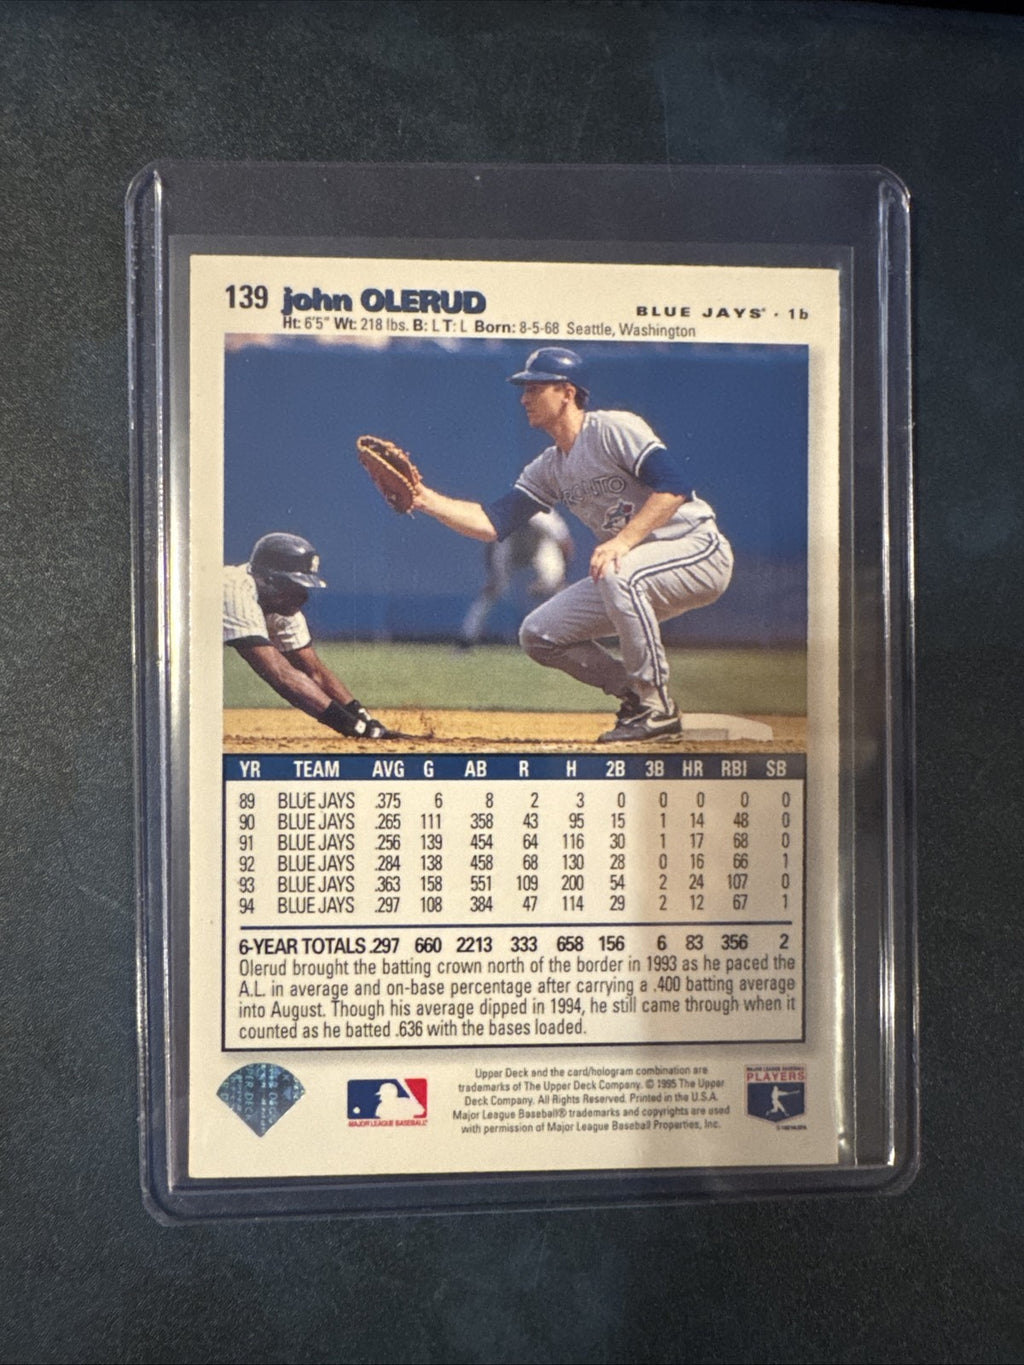 139 john OLERUD
BLUE JAYS • 1b
Ht: 6'5" Wt: 218 lbs. B: L T: L Born: 8-5-68 Seattle, Washington
RONTO
YR TEAM AVG G AB R H 2B 3B HR RBI SB
89 BLUE JAYS .375 6 8 2 3 0 0 0 0 0
90 BLUE JAYS .265 111 358 43 95 15 1 14 48 0
91 BLUE JAYS .256 139 454 64 116 30 1 17 68 0
92 BLUE JAYS .284 138 458 68 130 28 0 16 66 1
93 BLUE JAYS .363 158 551 109 200 54 2 24 107 0
94 BLUE JAYS .297 108 384 47 114 29 2 12 67 1
6-YEAR TOTALS .297 660 2213 333 658 156 6 83 356 2
Olerud brought the batting crown north of the border in 1993 as he paced the
A.L. in average and on-base percentage after carrying a .400 batting average
into August. Though his average dipped in 1994, he still came through when it
counted as he batted .636 with the bases loaded.
Upper Deck and the card/hologram combination are
trademarks of The Upper Deck Company. © 1995 The Upper
Deck Company. All Rights Reserved. Printed in the U.S.A.
Major League Baseball® trademarks and copyrights are used
with permission of Major League Baseball Properties, Inc.
MAJOR LEAGUE BASEBALL
MAJOR LEAGUE BASEBALL
PLAYERS